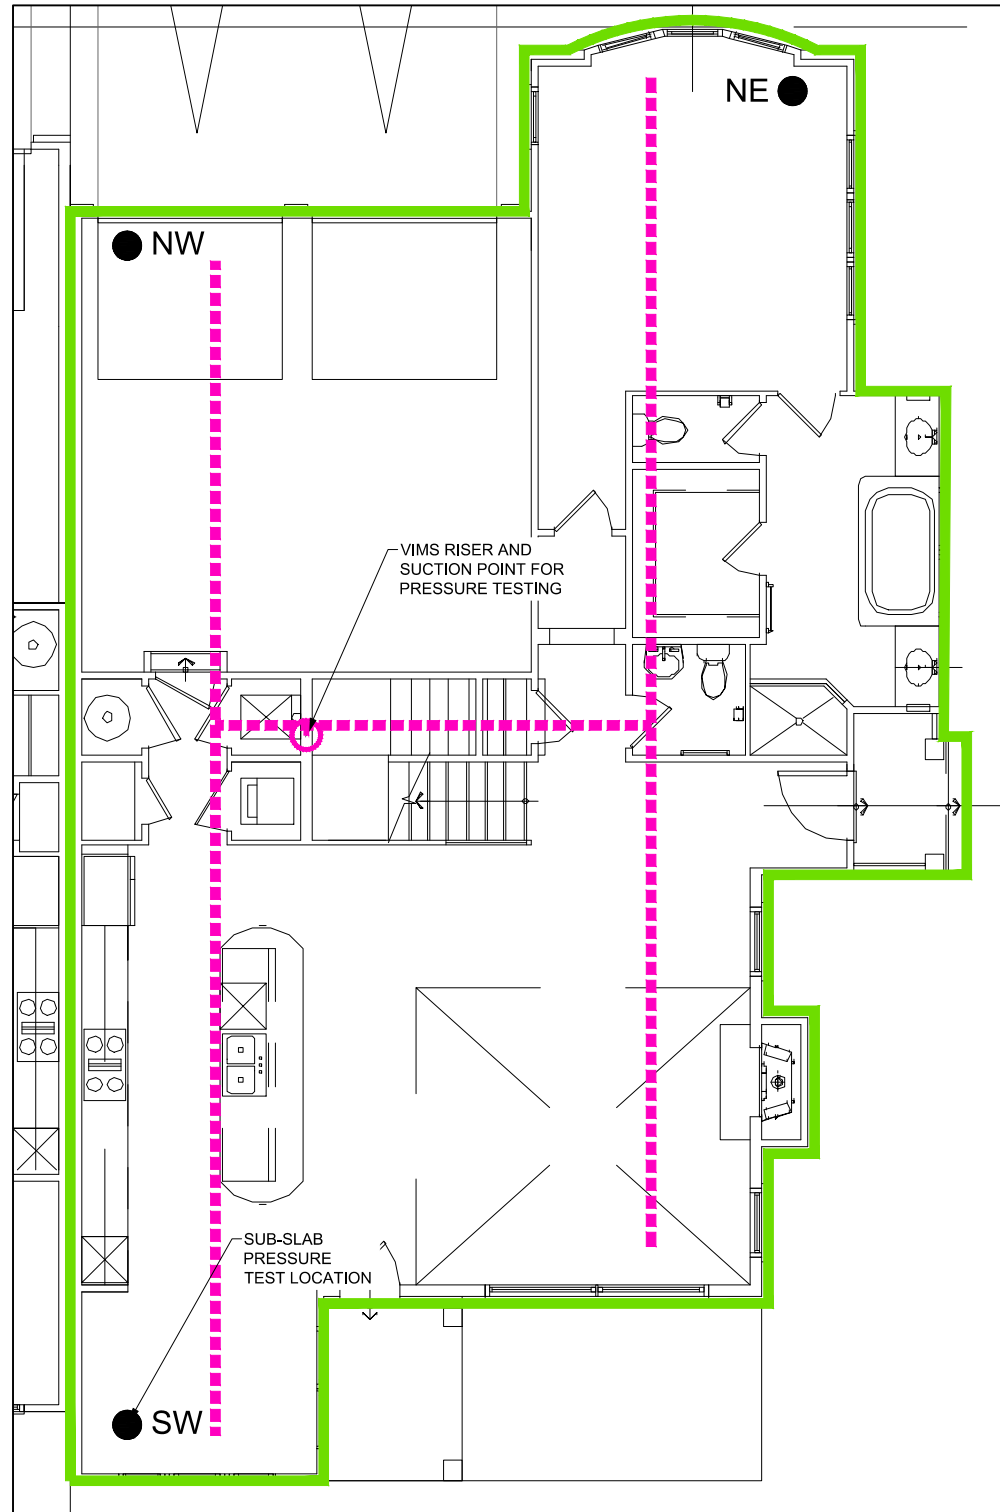 NE
NW
VIMS RISER AND
SUCTION POINT FOR
PRESSURE TESTING
SUB-SLAB
PRESSURE
TEST LOCATION
SW